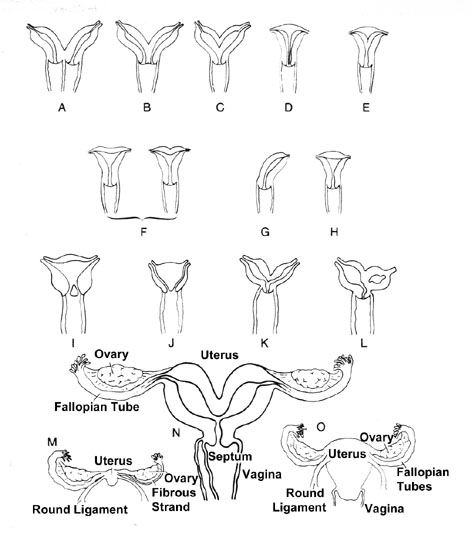 A B C D E
F G H
I J K L
Ovary Uterus
Fallopian Tube
M N O
Septum Ovary
Uterus Uterus
Ovary Vagina Fallopian
Fibrous Round Tubes
Round Ligament Strand Ligament Vagina